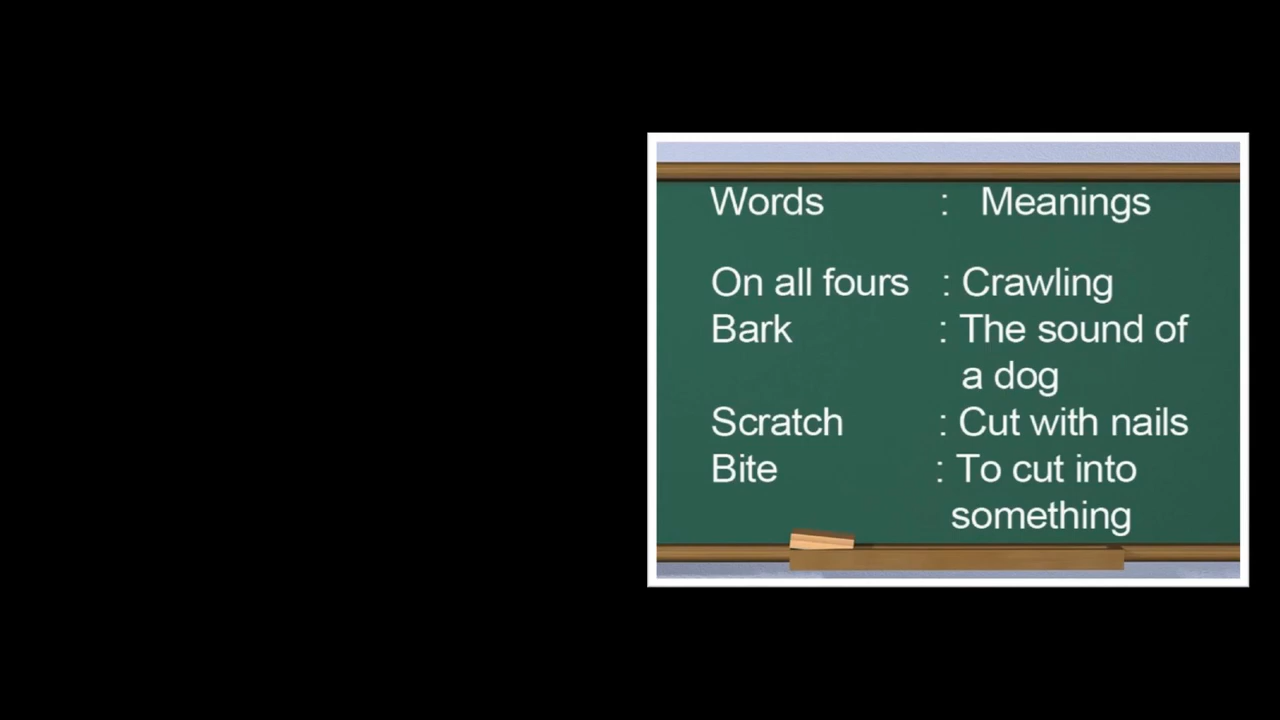 Words : Meanings
On all fours : Crawling
Bark : The sound of
a dog
Scratch : Cut with nails
Bite : To cut into
something